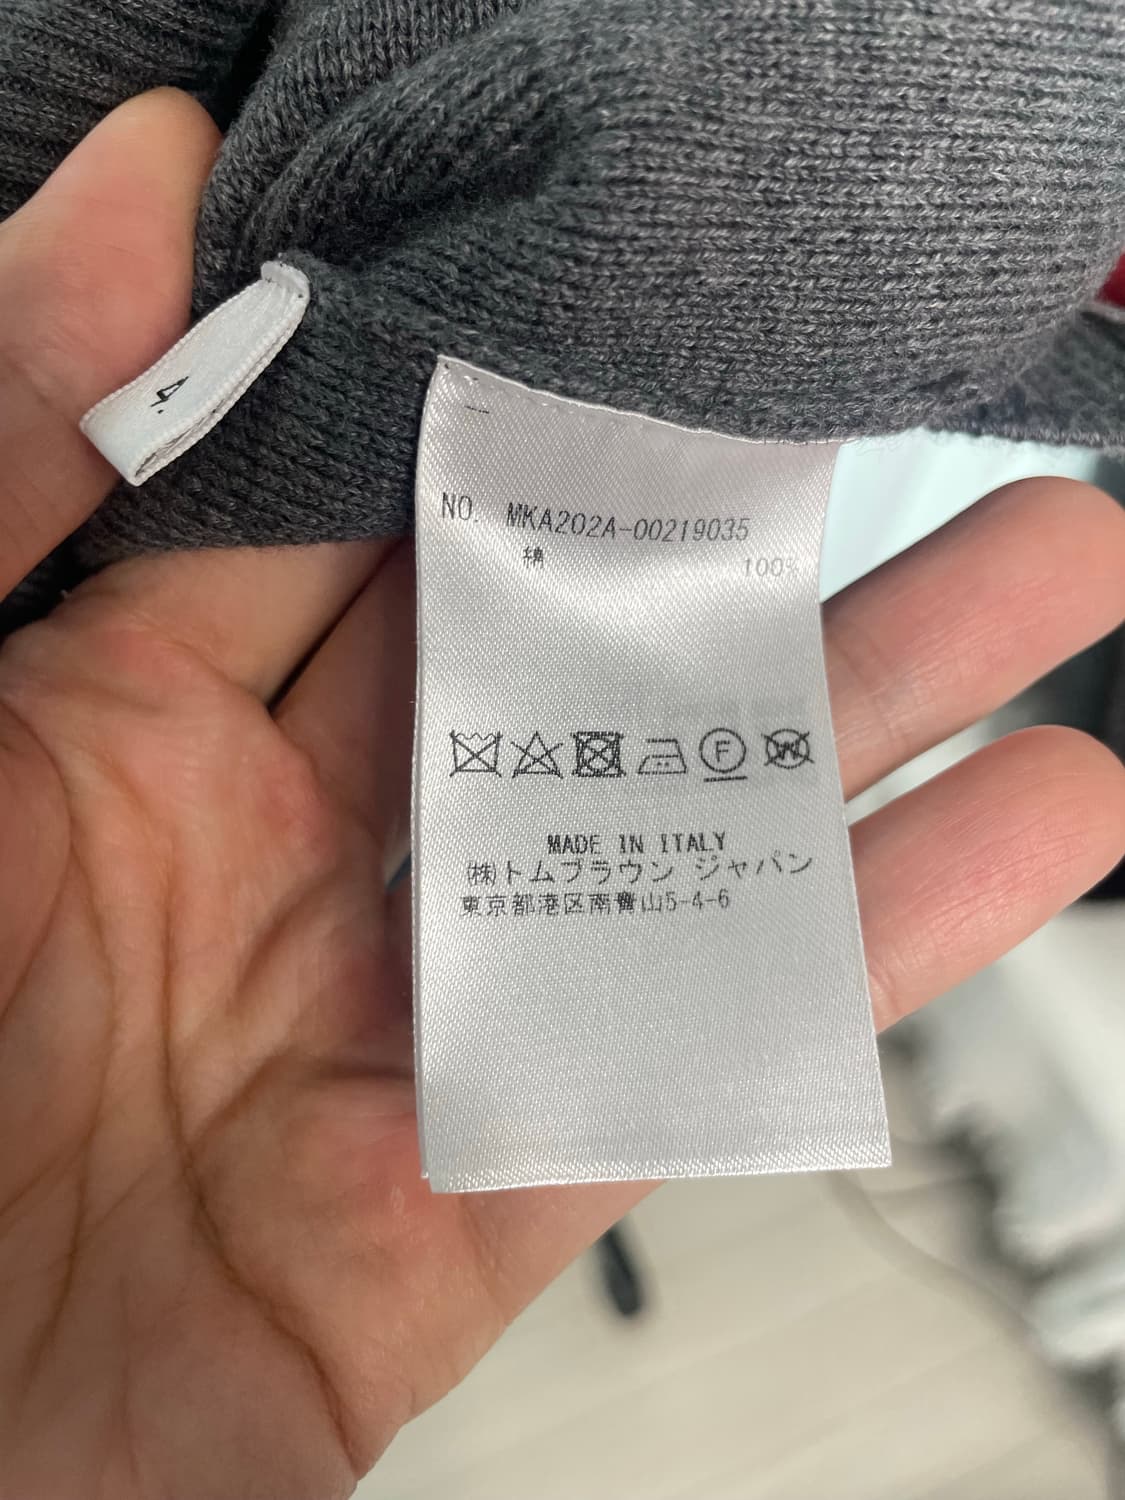 4.
NO. MKA202A-00219035
綿 100%
F W
MADE IN ITALY
(株)トムブラウン ジャパン
東京都港区南青山5-4-6